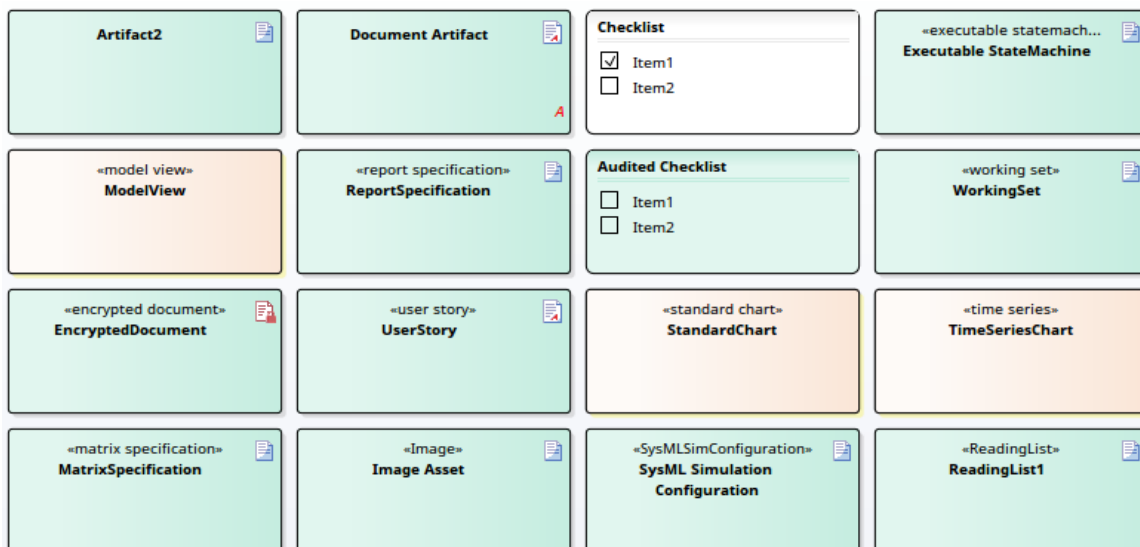 Artifact2
Document Artifact
A
Checklist
Item1
Item2
«executable statemach...
Executable StateMachine
«model view»
ModelView
«report specification»
ReportSpecification
Audited Checklist
Item1
Item2
«working set»
WorkingSet
«encrypted document»
EncryptedDocument
«user story»
UserStory
«standard chart»
StandardChart
«time series»
TimeSeriesChart
«matrix specification»
MatrixSpecification
«Image»
Image Asset
«SysMLSimConfiguration»
SysML Simulation
Configuration
«ReadingList»
ReadingList1